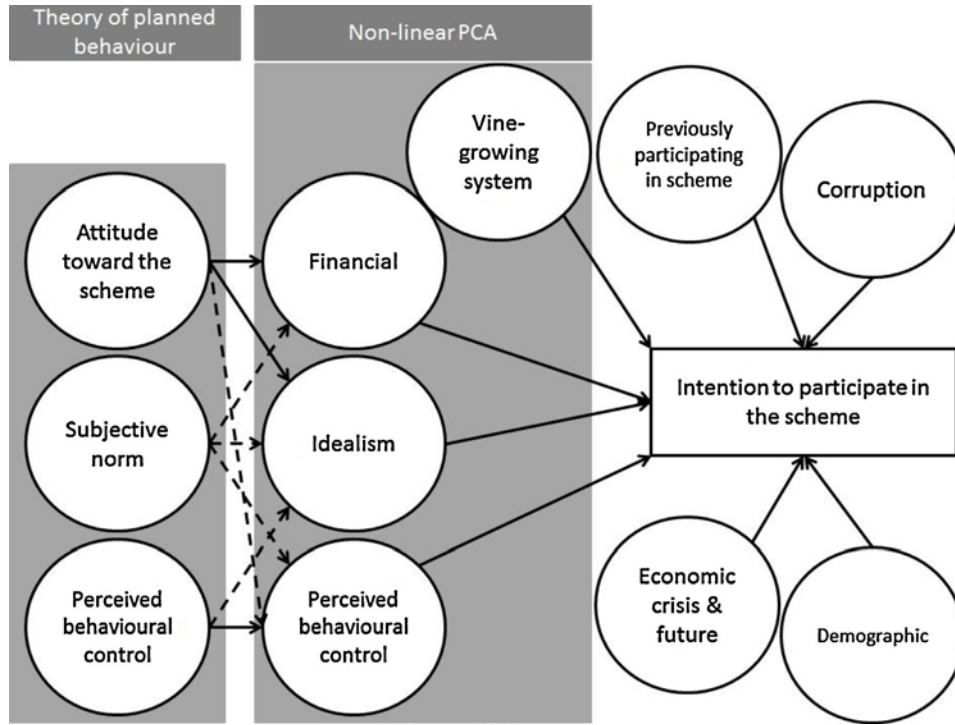 Theory of planned
behaviour
Non-linear PCA
Vine-
growing
system
Previously
participating
in scheme
Corruption
Attitude
toward the
scheme
Financial
Intention to participate in
the scheme
Subjective
norm
Idealism
Perceived
behavioural
control
Perceived
behavioural
control
Economic
crisis &
future
Demographic